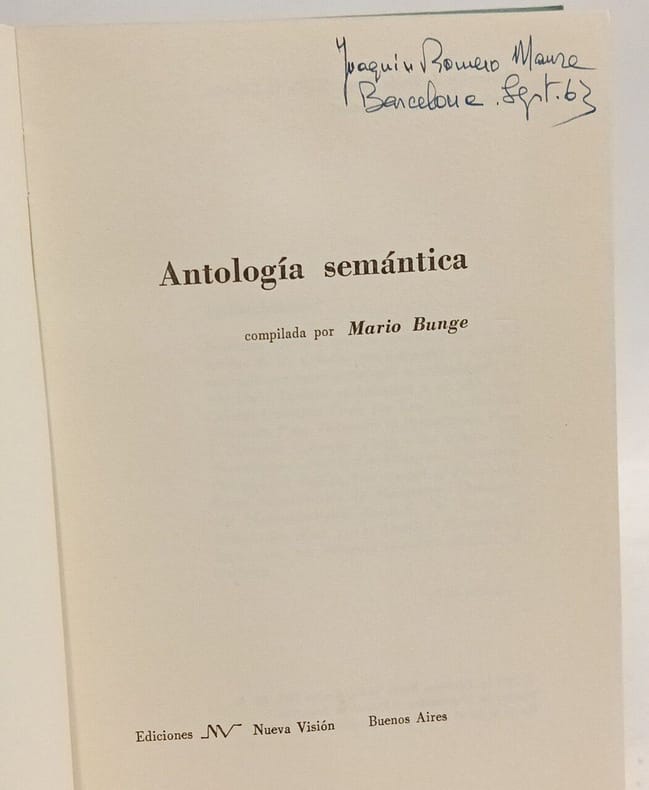 Joaquín Romero Maura
Barcelona. Sept. 63
Antología semántica
compilada por Mario Bunge
Ediciones NV Nueva Visión Buenos Aires